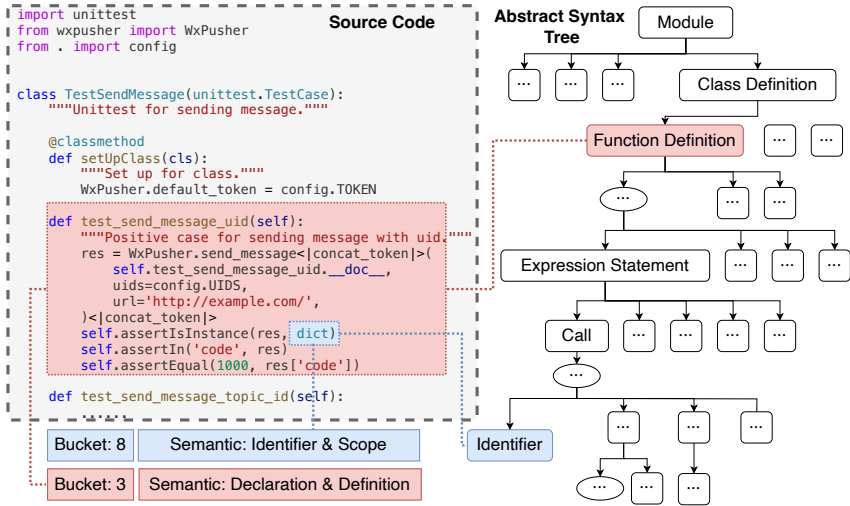 import unittest
from wxpusher import WxPusher
from . import config
Source Code
class TestSendMessage(unittest.TestCase):
"""Unittest for sending message."""
@classmethod
def setUpClass(cls):
"""Set up for class."""
WxPusher.default_token = config.TOKEN
def test_send_message_uid(self):
"""Positive case for sending message with uid."""
res = WxPusher.send_message<|concat_token|>(
self.test_send_message_uid.__doc__,
uids=config.UIDS,
url='http://example.com/',
)<|concat_token|>
self.assertIsInstance(res, dict)
self.assertIn('code', res)
self.assertEqual(1000, res['code'])
def test_send_message_topic_id(self):
......
Bucket: 8
Semantic: Identifier & Scope
Bucket: 3
Semantic: Declaration & Definition
Abstract Syntax
Tree
Module
...
...
...
Class Definition
Function Definition
...
...
...
...
...
Expression Statement
...
...
...
Call
...
...
...
...
...
Identifier
...
...
...
...
...
...